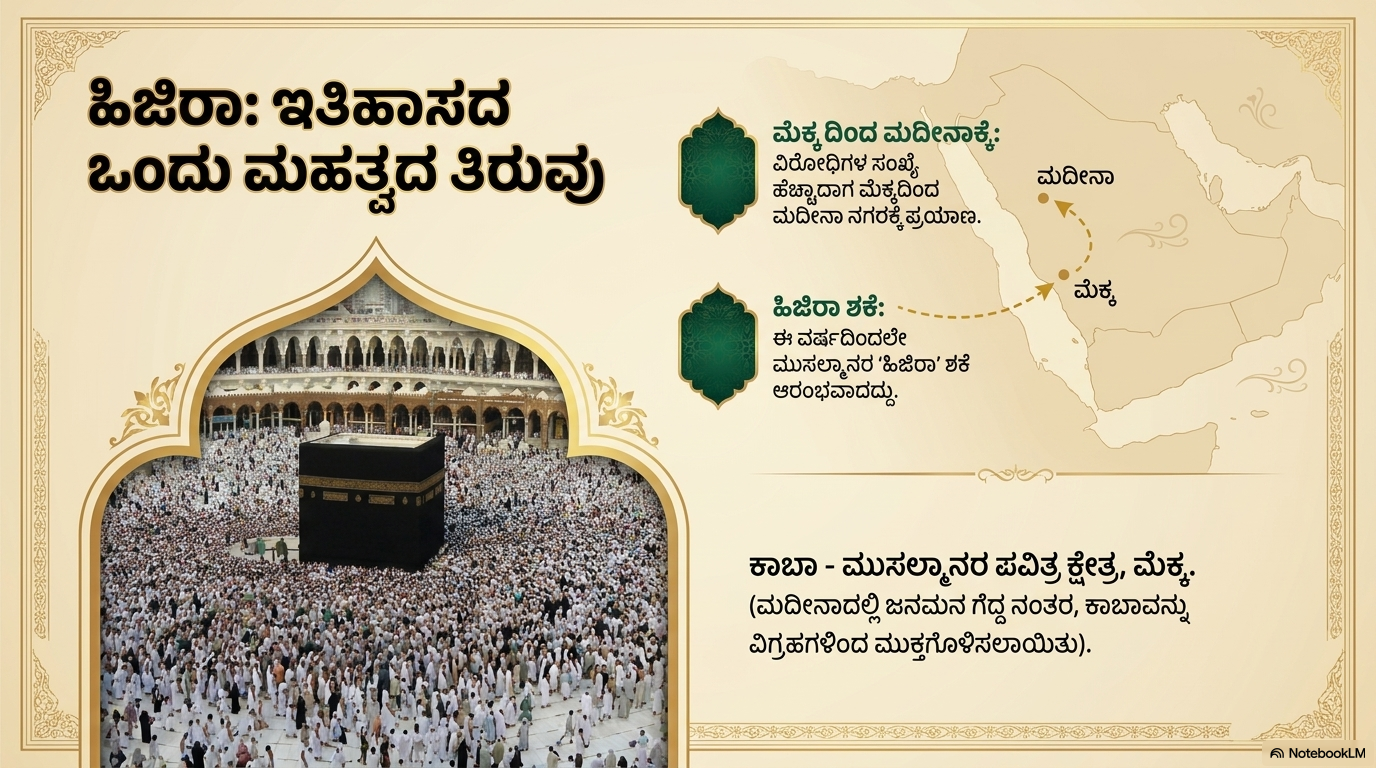 ಹಿಜಿರಾ: ಇತಿಹಾಸದ
ಒಂದು ಮಹತ್ವದ ತಿರುವು
ಮೆಕ್ಕದಿಂದ ಮದೀನಾಕ್ಕೆ:
ವಿರೋಧಿಗಳ ಸಂಖ್ಯೆ
ಹೆಚ್ಚಾದಾಗ ಮೆಕ್ಕದಿಂದ
ಮದೀನಾ ನಗರಕ್ಕೆ ಪ್ರಯಾಣ.
ಹಿಜಿರಾ ಶಕೆ:
ಈ ವರ್ಷದಿಂದಲೇ
ಮುಸಲ್ಮಾನರ ‘ಹಿಜಿರಾ’ ಶಕೆ
ಆರಂಭವಾದದ್ದು.
ಮದೀನಾ
ಮೆಕ್ಕ
ಕಾಬಾ - ಮುಸಲ್ಮಾನರ ಪವಿತ್ರ ಕ್ಷೇತ್ರ, ಮೆಕ್ಕ.
(ಮದೀನಾದಲ್ಲಿ ಜನಮನ ಗೆದ್ದ ನಂತರ, ಕಾಬಾವನ್ನು
ವಿಗ್ರಹಗಳಿಂದ ಮುಕ್ತಗೊಳಿಸಲಾಯಿತು).
NotebookLM